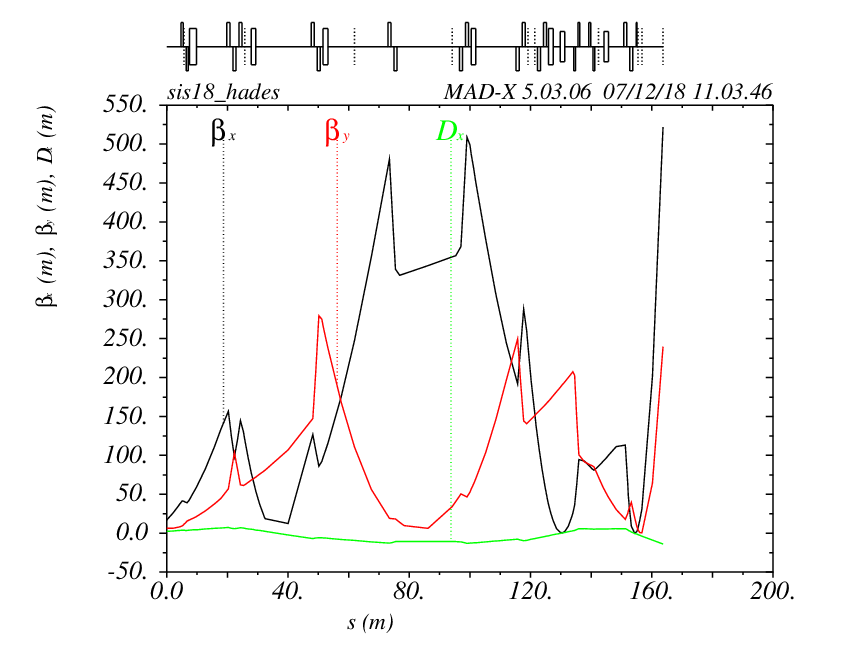 sis18_hades MAD-X 5.03.06 07/12/18 11.03.46
βx (m), βy (m), Dx (m)
βx βy Dx
550.
500.
450.
400.
350.
300.
250.
200.
150.
100.
50.
0.0
-50.
0.0 40. 80. 120. 160. 200.
s (m)